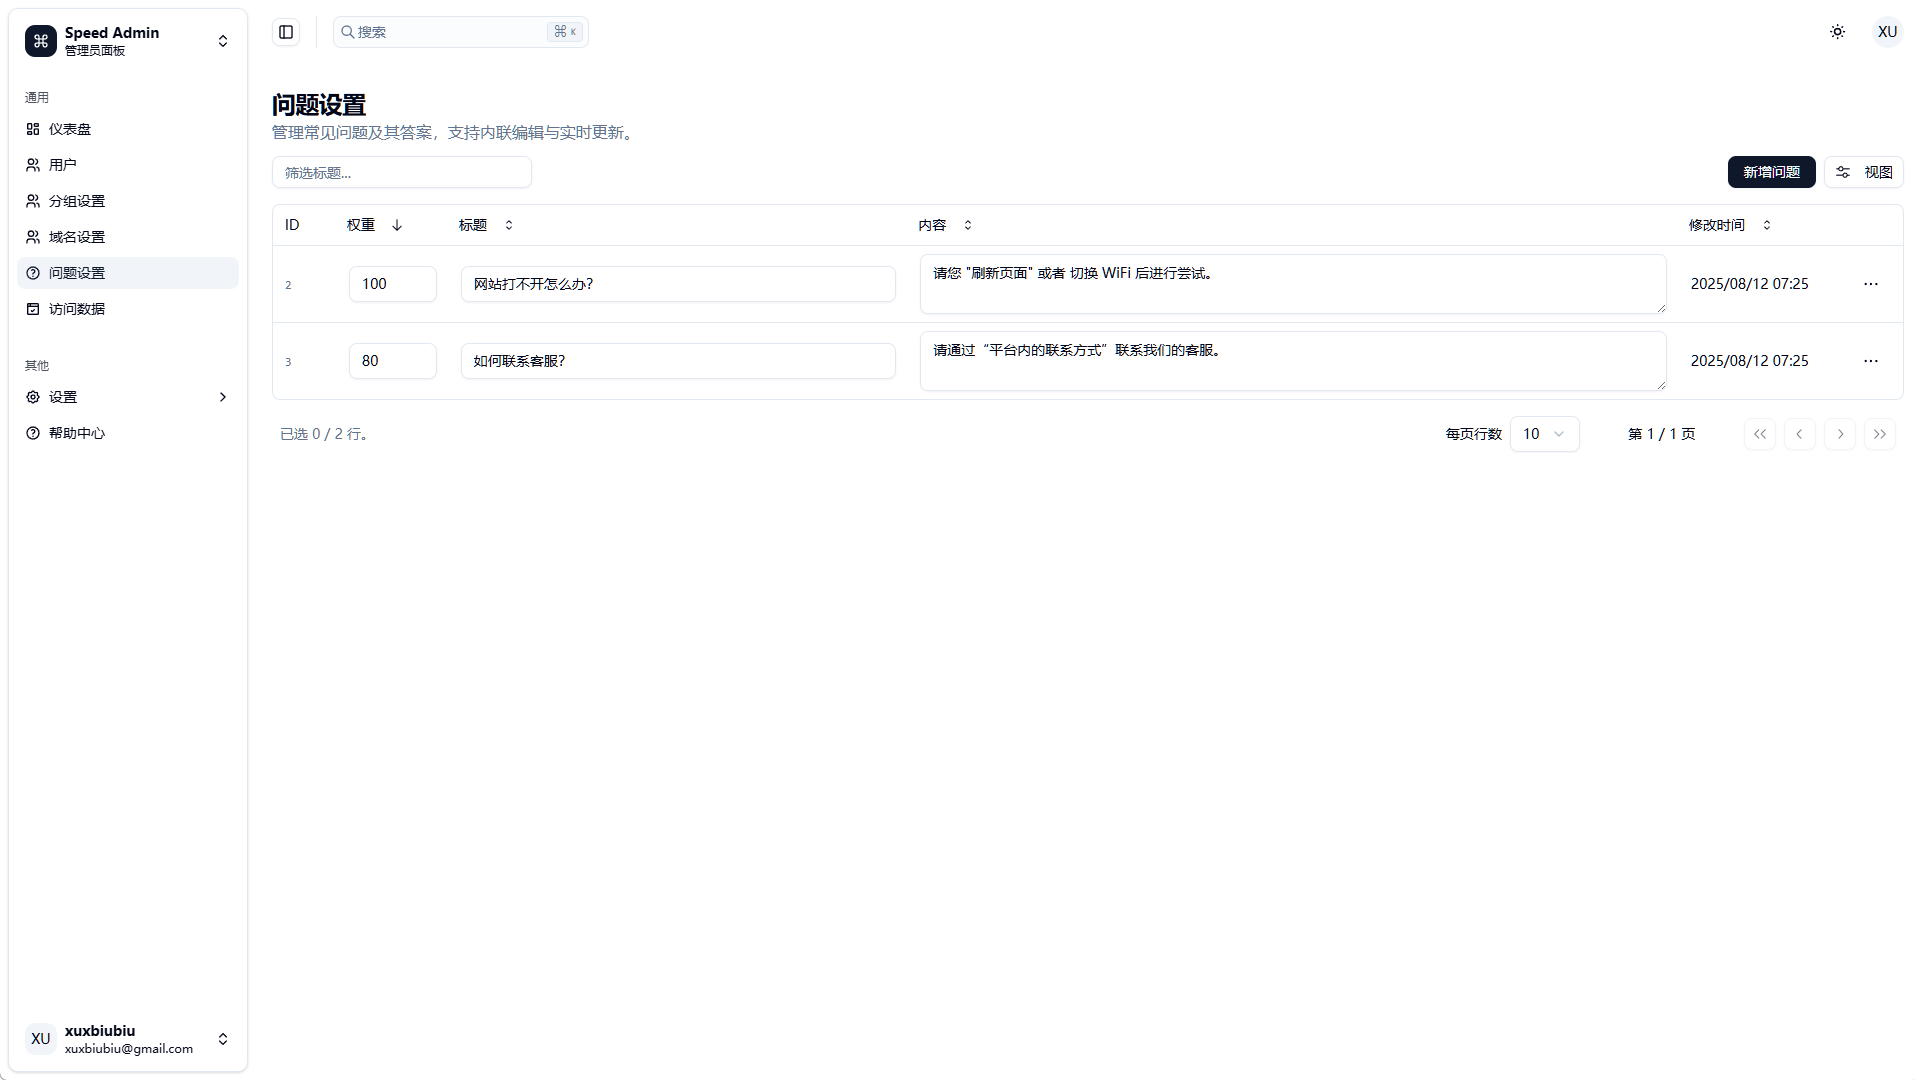 Speed Admin
管理员面板
通用
仪表盘
用户
分组设置
域名设置
问题设置
访问数据
其他
设置
帮助中心
xuxbiubiu
XU
xuxbiubiu@gmail.com
搜索
⌘ K
XU
问题设置
管理常见问题及其答案，支持内联编辑与实时更新。
筛选标题...
新增问题
视图
ID 权重 标题 内容 修改时间
2 100 网站打不开怎么办？ 请您 "刷新页面" 或者 切换 WiFi 后进行尝试。 2025/08/12 07:25
3 80 如何联系客服？ 请通过“平台内的联系方式”联系我们的客服。 2025/08/12 07:25
已选 0 / 2 行。
每页行数 10 第 1 / 1 页